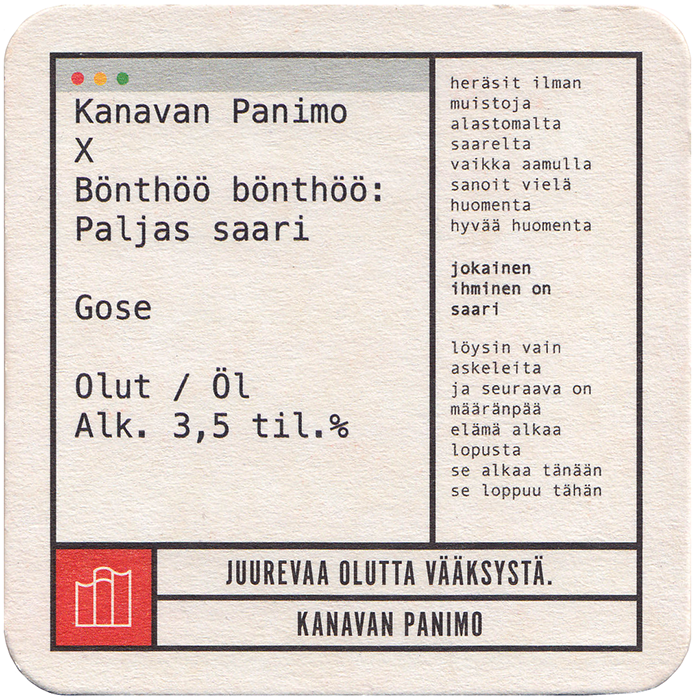 Kanavan Panimo
X
Bönthöö bönthöö:
Paljas saari
Gose
Olut / Öl
Alk. 3,5 til.%
heräsit ilman
muistoja
alastomalta
saarelta
vaikka aamulla
sanoit vielä
huomenta
hyvää huomenta
jokainen
ihminen on
saari
löysin vain
askeleita
ja seuraava on
määränpää
elämä alkaa
lopusta
se alkaa tänään
se loppuu tähän
JUUREVAA OLUTTA VÄÄKSYSTÄ.
KANAVAN PANIMO